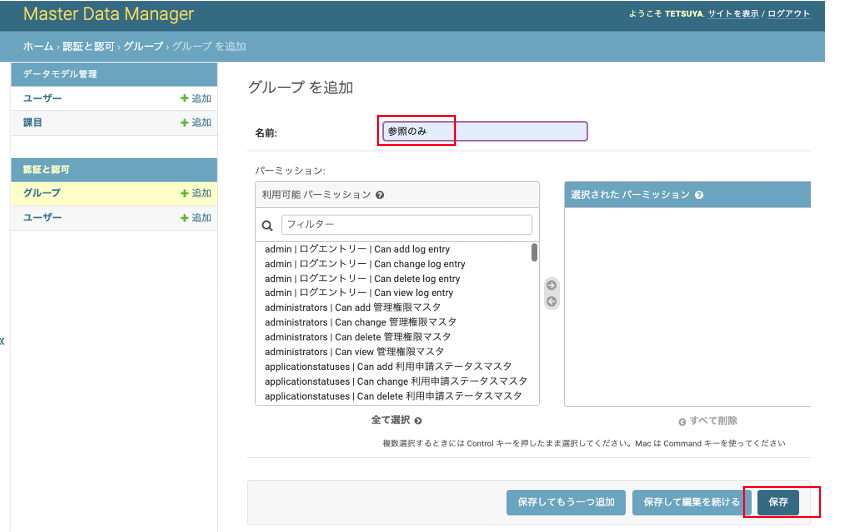 Master Data Manager
ようこそ TETSUYA. サイトを表示 / ログアウト
ホーム › 認証と認可 › グループ › グループ を追加
データモデル管理
ユーザー
+ 追加
課目
+ 追加
認証と認可
グループ
+ 追加
ユーザー
+ 追加
«
グループ を追加
名前:
参照のみ
パーミッション:
利用可能 パーミッション ?
フィルター
admin | ログエントリー | Can add log entry
admin | ログエントリー | Can change log entry
admin | ログエントリー | Can delete log entry
admin | ログエントリー | Can view log entry
administrators | Can add 管理権限マスタ
administrators | Can change 管理権限マスタ
administrators | Can delete 管理権限マスタ
administrators | Can view 管理権限マスタ
applicationstatuses | Can add 利用申請ステータスマスタ
applicationstatuses | Can change 利用申請ステータスマスタ
applicationstatuses | Can delete 利用申請ステータスマスタ
全て選択
選択された パーミッション ?
すべて削除
複数選択するときには Control キーを押したまま選択してください。Mac は Command キーを使ってください
保存してもう一つ追加
保存して編集を続ける
保存